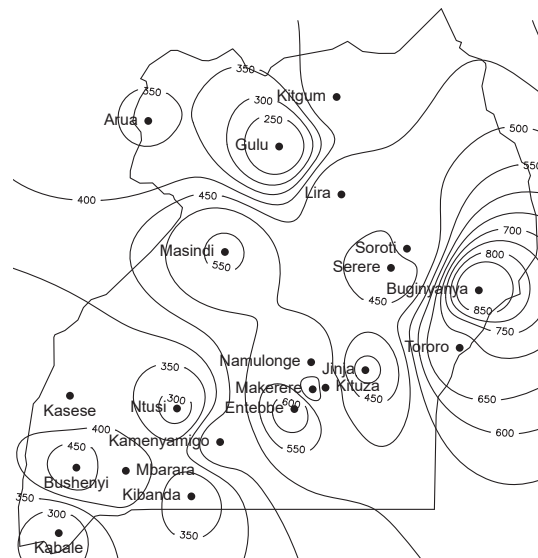 350
350
Kitgum
Arua
300
250
500
Gulu
550
400
450
Lira
700
Masindi
550
Soroti
Serere
800
450
Buginyanya
850
750
Tororo
350
Namulonge
Jinja
Makerere
Kituza
Kasese
Ntusi
300
Entebbe
600
450
650
400
Kamenyamigo
600
450
550
Bushenyi
Mbarara
350
Kibanda
300
350
Kabale